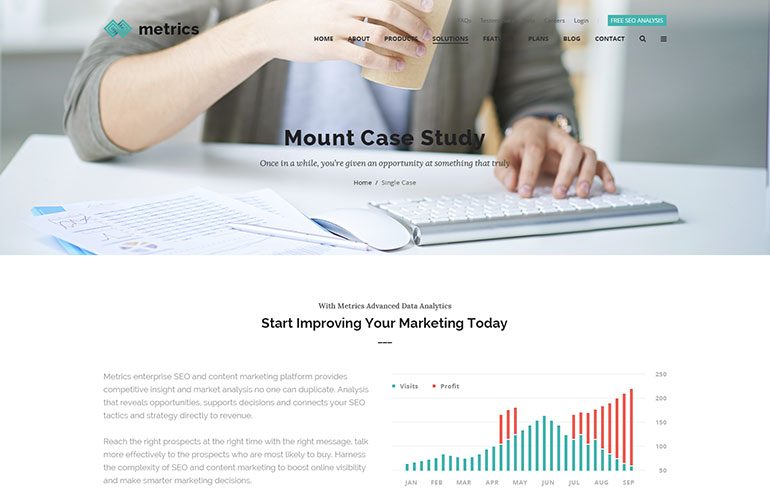 FAQs Careers Login FREE SEO ANALYSIS
metrics
HOME ABOUT PRODUCTS SOLUTIONS PLANS BLOG CONTACT
Mount Case Study
Once in a while, you're given an opportunity at something that truly
Home / Single Case
With Metrics Advanced Data Analytics
Start Improving Your Marketing Today
Metrics enterprise SEO and content marketing platform provides
competitive insight and market analysis no one can duplicate. Analysis
that reveals opportunities, supports decisions and connects your SEO
tactics and strategy directly to revenue.
Reach the right prospects at the right time with the right message, talk
more effectively to the prospects who are most likely to buy. Harness
the complexity of SEO and content marketing to boost online visibility
and make smarter marketing decisions.
Visits Profit
250
200
150
100
50
JAN FEB MAR APR MAY JUN JUL AUG SEP